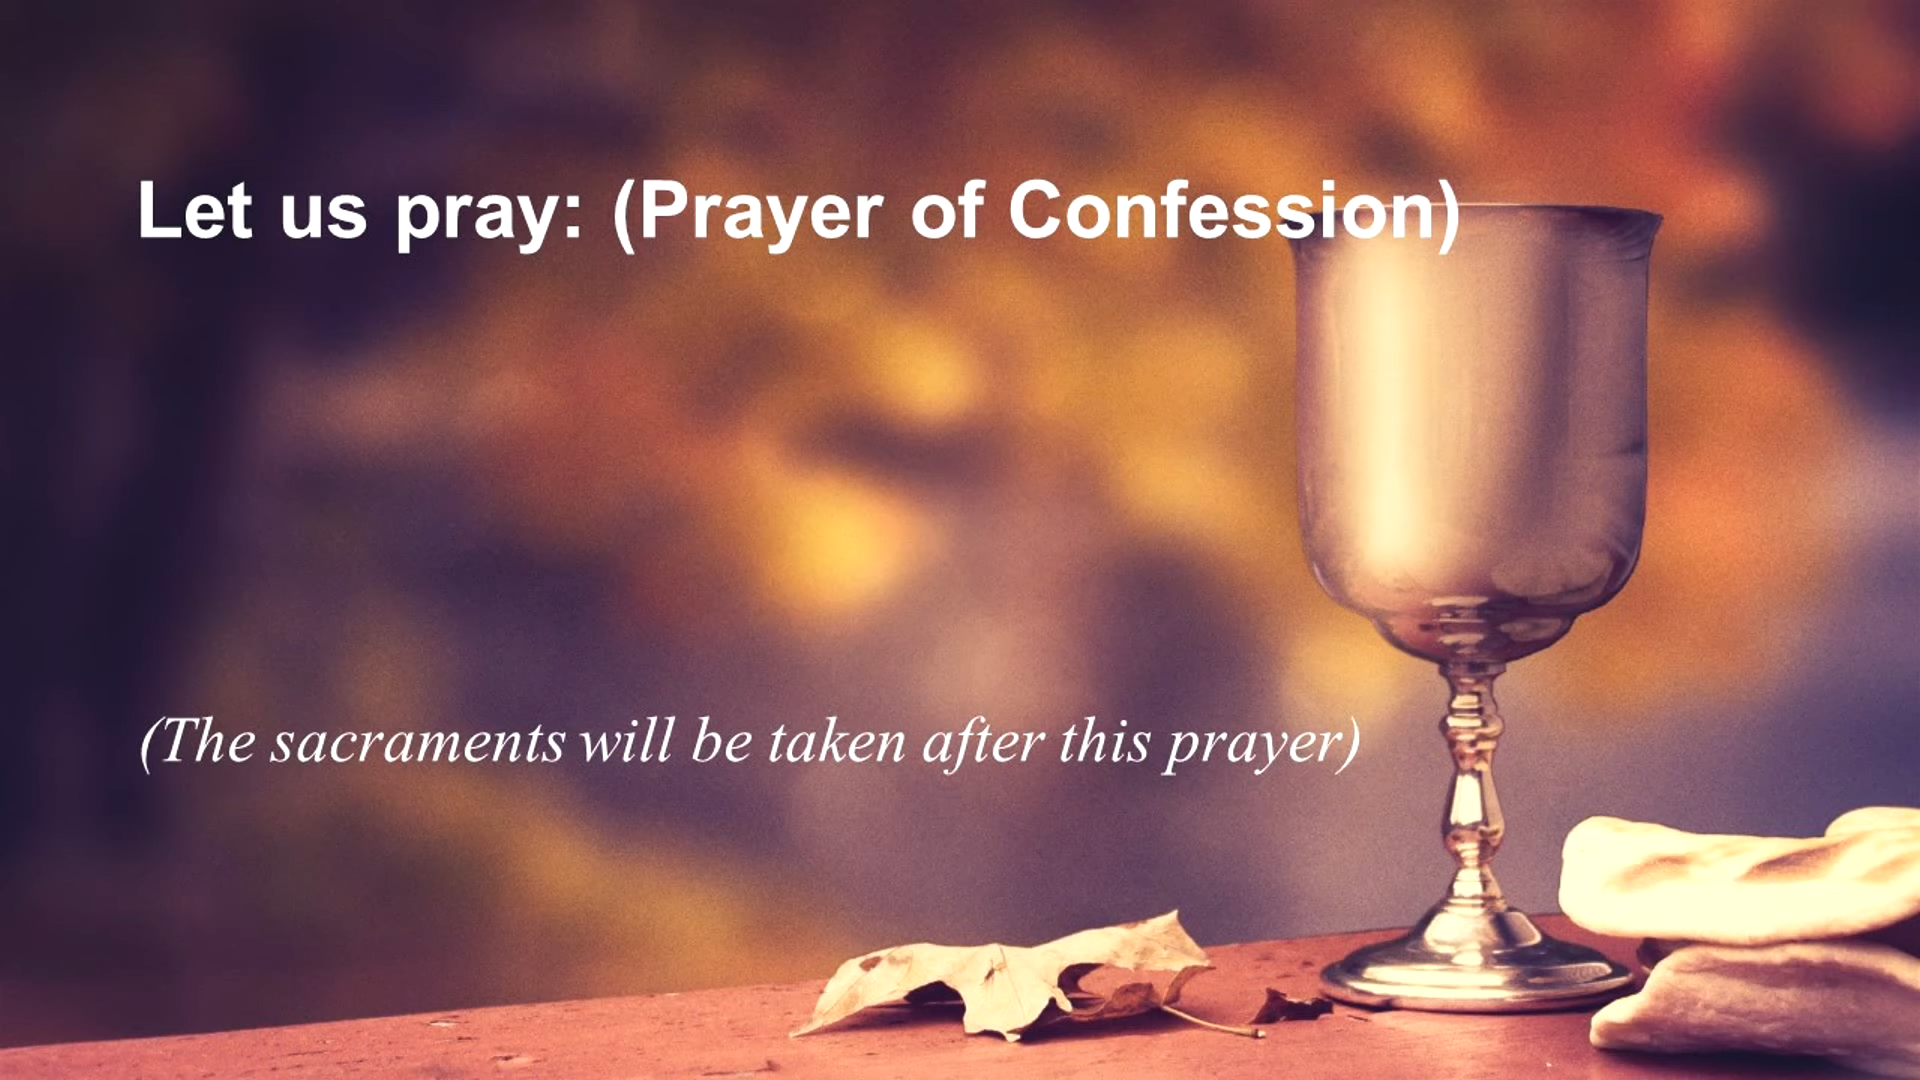 Let us pray: (Prayer of Confession)
(The sacraments will be taken after this prayer)